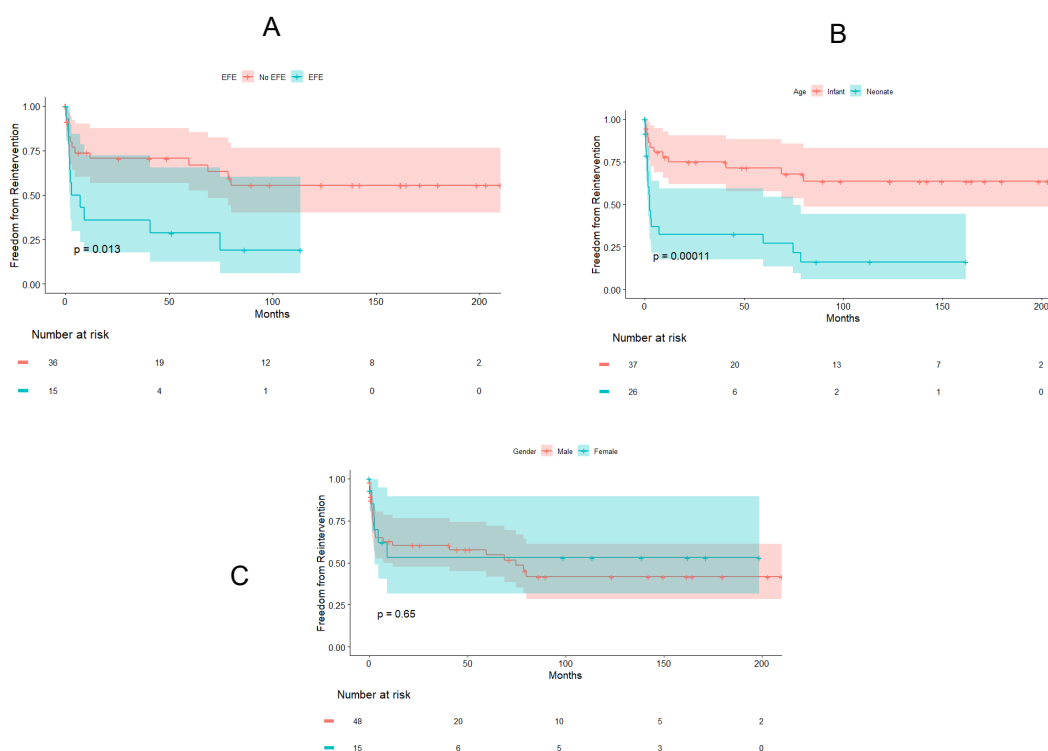 A
EFE No EFE EFE
Freedom from Reintervention
1.00
0.75
0.50
0.25
0.00
p = 0.013
0 50 100 150 200
Months
Number at risk
36 19 12 8 2
15 4 1 0 0
B
Age Infant Neonate
Freedom from Reintervention
1.00
0.75
0.50
0.25
0.00
p = 0.00011
0 50 100 150 200
Months
Number at risk
37 20 13 7 2
26 6 2 1 0
C
Gender Male Female
Freedom from Reintervention
1.00
0.75
0.50
0.25
0.00
p = 0.65
0 50 100 150 200
Months
Number at risk
48 20 10 5 2
15 6 5 3 0